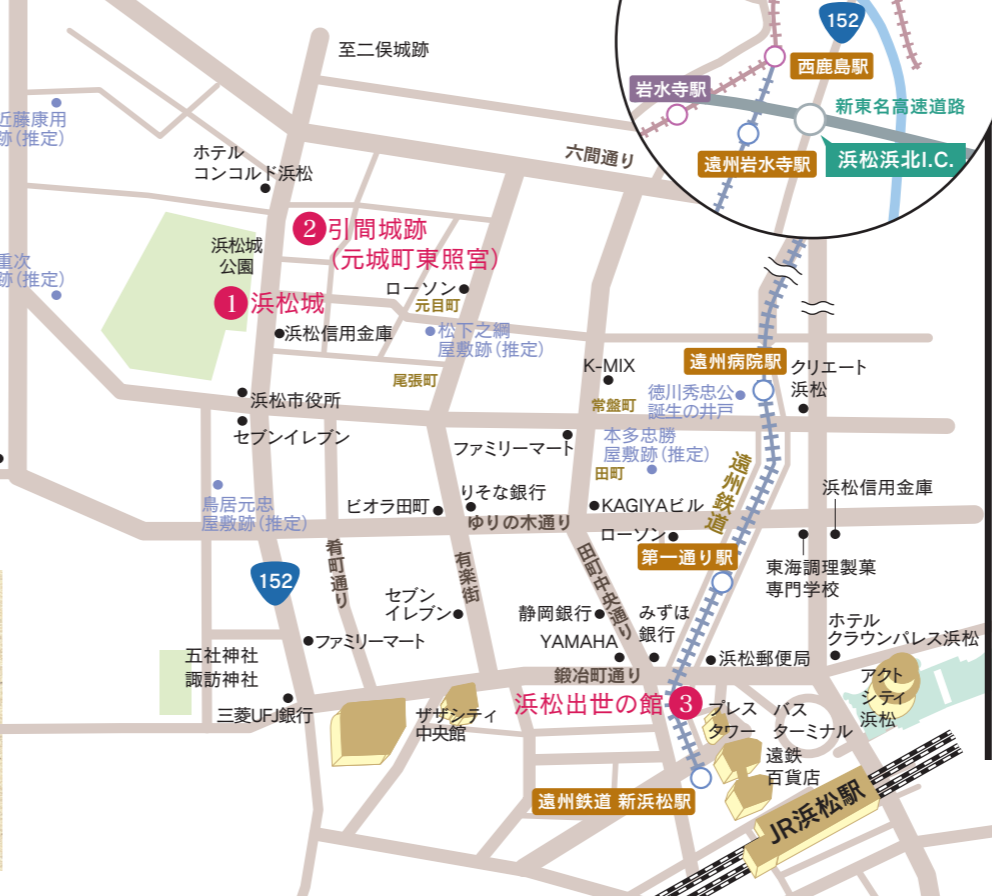 152
西鹿島駅
岩水寺駅
新東名高速道路
遠州岩水寺駅
浜松浜北I.C.
至二俣城跡
近藤康用
跡（推定）
ホテル
コンコルド浜松
六間通り
2 引間城跡
（元城町東照宮）
浜松城
公園
重次
跡（推定）
ローソン
元目町
1 浜松城
浜松信用金庫
松下之綱
屋敷跡（推定）
尾張町
K-MIX
遠州病院駅
クリエート
浜松
徳川秀忠公
誕生の井戸
常盤町
浜松市役所
セブンイレブン
ファミリーマート
本多忠勝
屋敷跡（推定）
田町
遠州鉄道
鳥居元忠
屋敷跡（推定）
ビオラ田町
りそな銀行
ゆりの木通り
KAGIYAビル
ローソン
浜松信用金庫
第一通り駅
東海調理製菓
専門学校
肴町通り
有楽街
田町中央通り
152
セブン
イレブン
静岡銀行
みずほ
銀行
YAMAHA
ファミリーマート
浜松郵便局
ホテル
クラウンパレス浜松
五社神社
諏訪神社
鍛冶町通り
アクト
シティ
浜松
三菱UFJ銀行
ザザシティ
中央館
浜松出世の館 3
プレス
タワー
バス
ターミナル
遠鉄
百貨店
遠州鉄道 新浜松駅
JR浜松駅